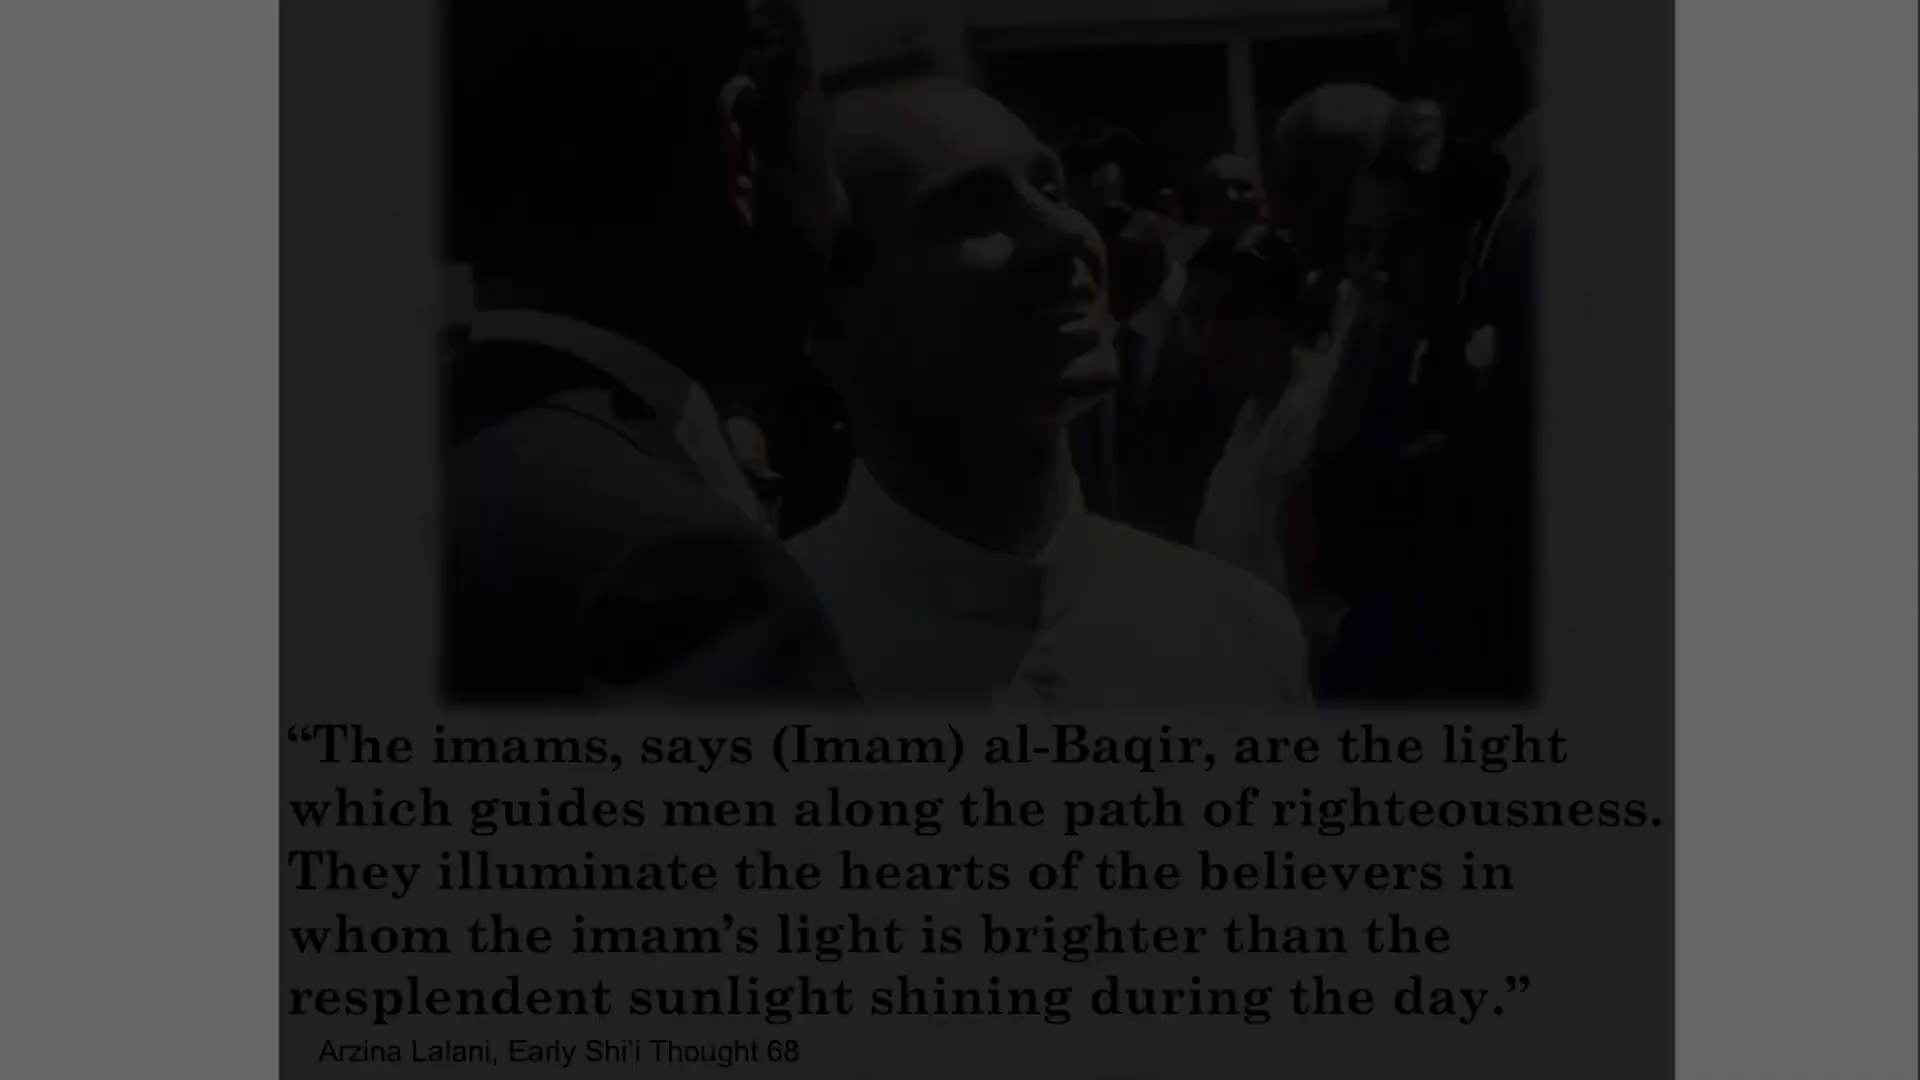 “The imams, says (Imam) al-Baqir, are the light
which guides men along the path of righteousness.
They illuminate the hearts of the believers in
whom the imam’s light is brighter than the
resplendent sunlight shining during the day.”
Arzina Lalani, Early Shi'i Thought 68